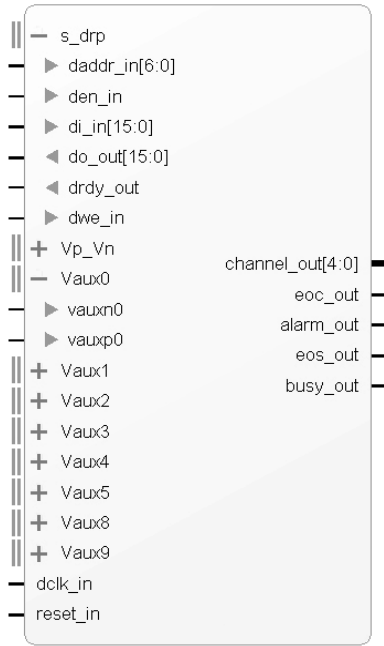 s_drp
daddr_in[6:0]
den_in
di_in[15:0]
do_out[15:0]
drdy_out
dwe_in
Vp_Vn
Vaux0
vauxn0
vauxp0
Vaux1
Vaux2
Vaux3
Vaux4
Vaux5
Vaux8
Vaux9
dclk_in
reset_in
channel_out[4:0]
eoc_out
alarm_out
eos_out
busy_out